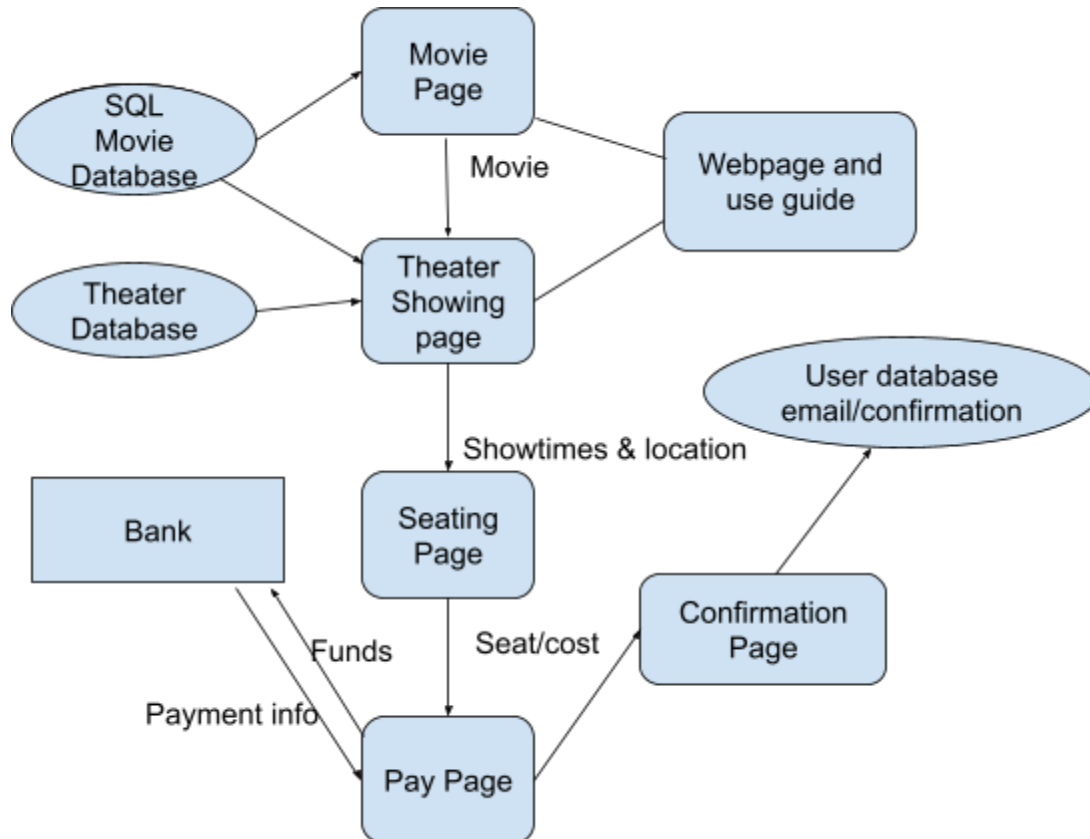 Movie
Page
SQL
Movie
Database
Movie
Webpage and
use guide
Theater
Showing
page
Theater
Database
User database
email/confirmation
Showtimes & location
Bank
Seating
Page
Confirmation
Page
Funds
Seat/cost
Payment info
Pay Page